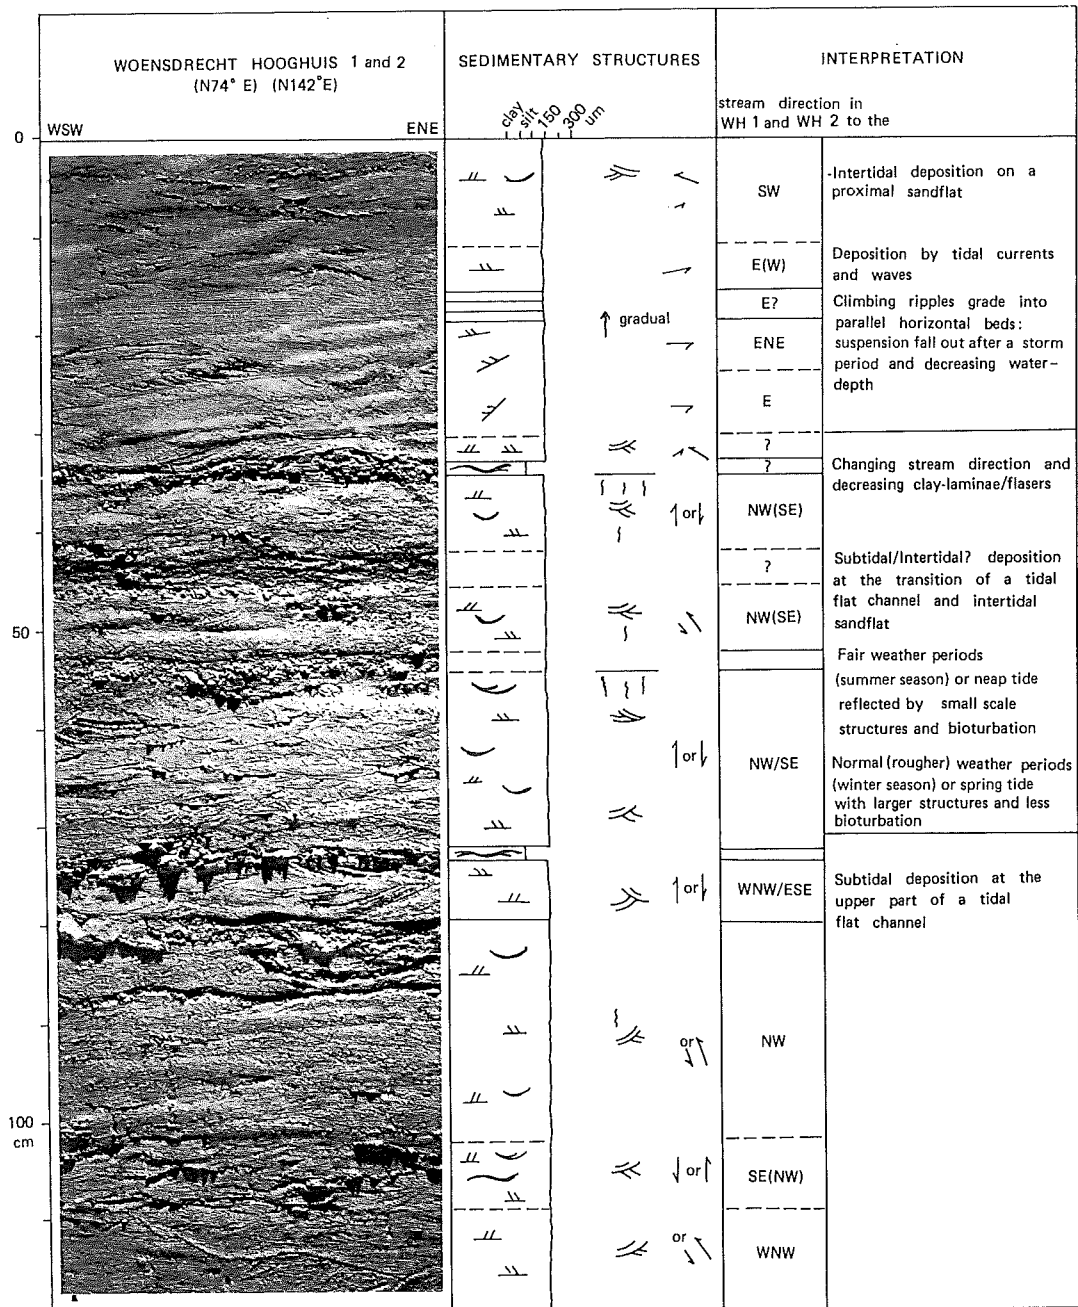 WOENSDRECHT HOOGHUIS 1 and 2
(N74° E) (N142°E)
WSW
ENE
SEDIMENTARY STRUCTURES
clay
silt
150
300
um
INTERPRETATION
stream direction in
WH 1 and WH 2 to the
0
50
100
cm
gradual
or
or
or
or
or
or
SW
E(W)
E?
ENE
E
?
?
NW(SE)
?
NW(SE)
NW/SE
WNW/ESE
NW
SE(NW)
WNW
-Intertidal deposition on a
proximal sandflat
Deposition by tidal currents
and waves
Climbing ripples grade into
parallel horizontal beds:
suspension fall out after a storm
period and decreasing water-
depth
Changing stream direction and
decreasing clay-laminae/flasers
Subtidal/Intertidal? deposition
at the transition of a tidal
flat channel and intertidal
sandflat
Fair weather periods
(summer season) or neap tide
reflected by small scale
structures and bioturbation
Normal (rougher) weather periods
(winter season) or spring tide
with larger structures and less
bioturbation
Subtidal deposition at the
upper part of a tidal
flat channel